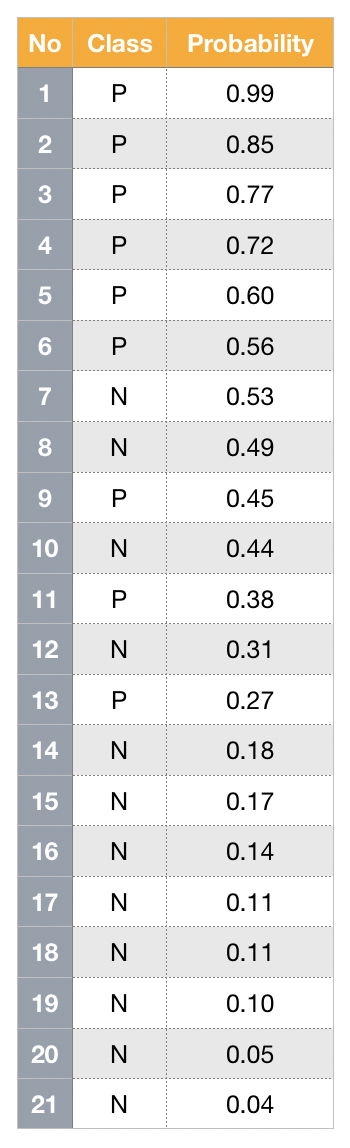 No Class Probability
1 P 0.99
2 P 0.85
3 P 0.77
4 P 0.72
5 P 0.60
6 P 0.56
7 N 0.53
8 N 0.49
9 P 0.45
10 N 0.44
11 P 0.38
12 N 0.31
13 P 0.27
14 N 0.18
15 N 0.17
16 N 0.14
17 N 0.11
18 N 0.11
19 N 0.10
20 N 0.05
21 N 0.04